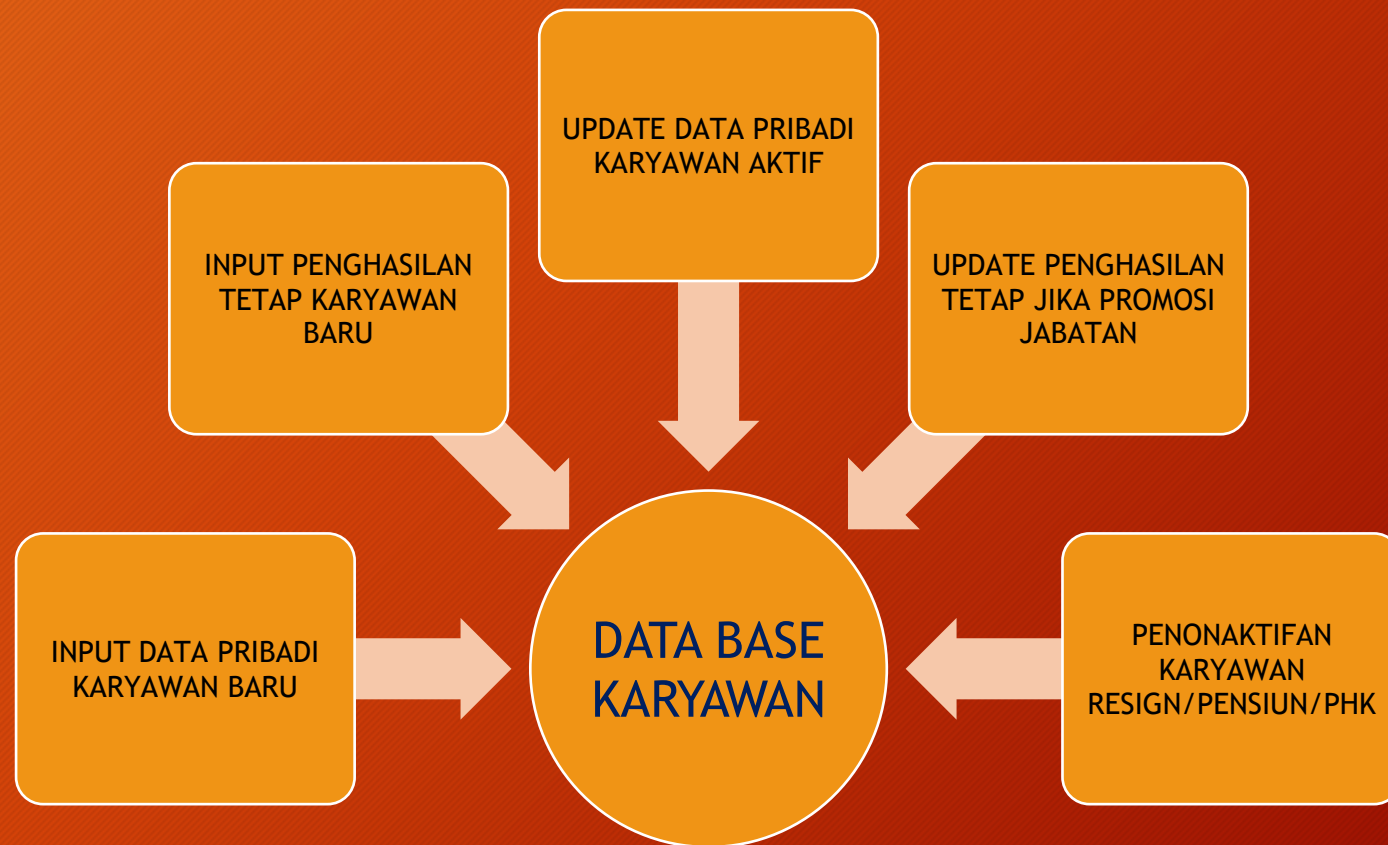 UPDATE DATA PRIBADI
KARYAWAN AKTIF
INPUT PENGHASILAN
TETAP KARYAWAN
BARU
UPDATE PENGHASILAN
TETAP JIKA PROMOSI
JABATAN
INPUT DATA PRIBADI
KARYAWAN BARU
DATA BASE
KARYAWAN
PENONAKTIFAN
KARYAWAN
RESIGN/PENSIUN/PHK